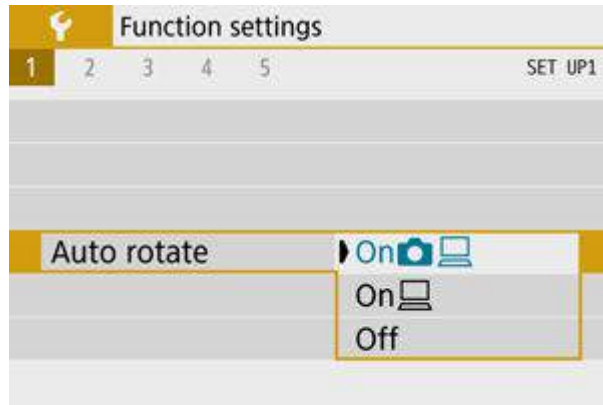 Function settings
1 2 3 4 5 SET UP1
Auto rotate On
On
Off